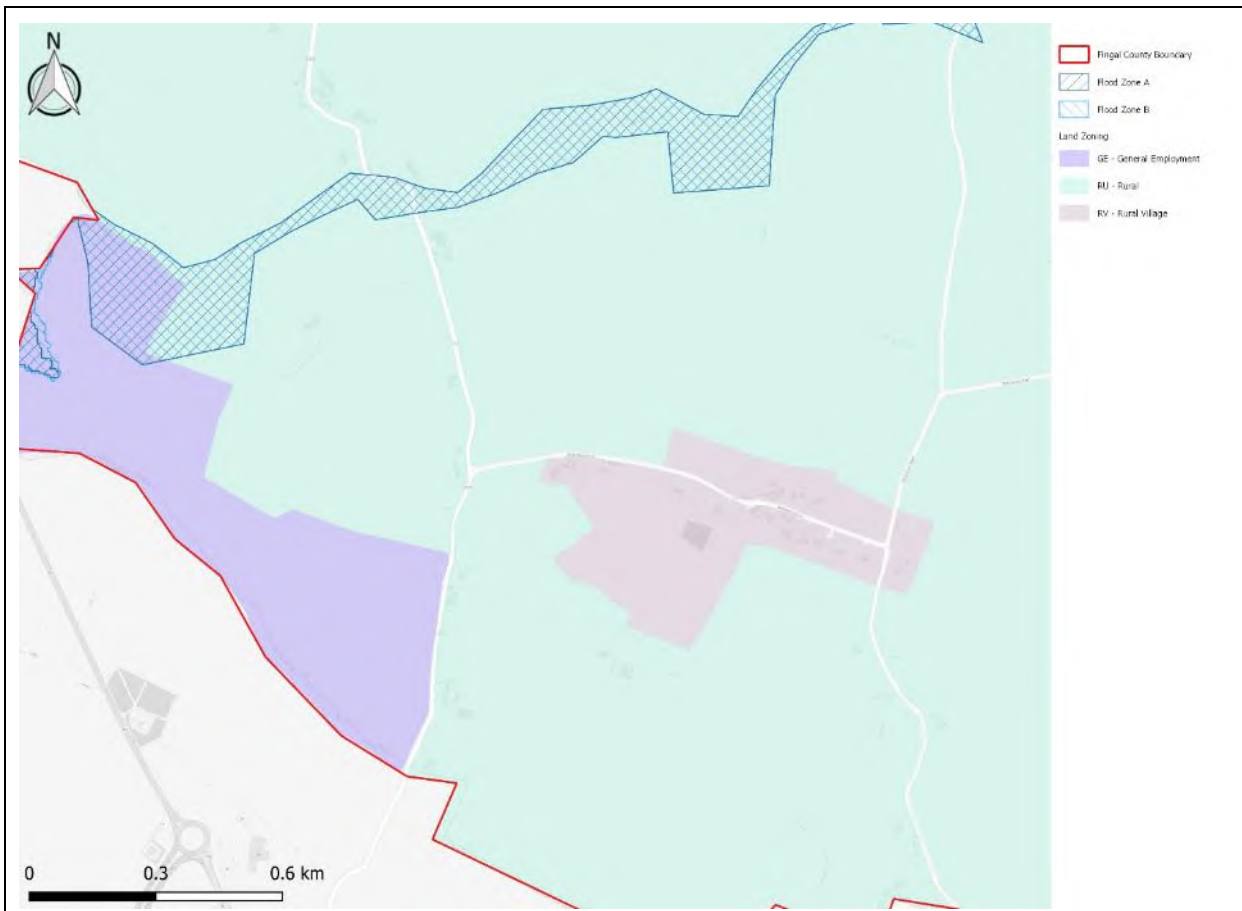 N
Fingal County Boundary
Flood Zone A
Flood Zone B
Land Zoning
GE - General Employment
RU - Rural
RV - Rural Village
0 0.3 0.6 km